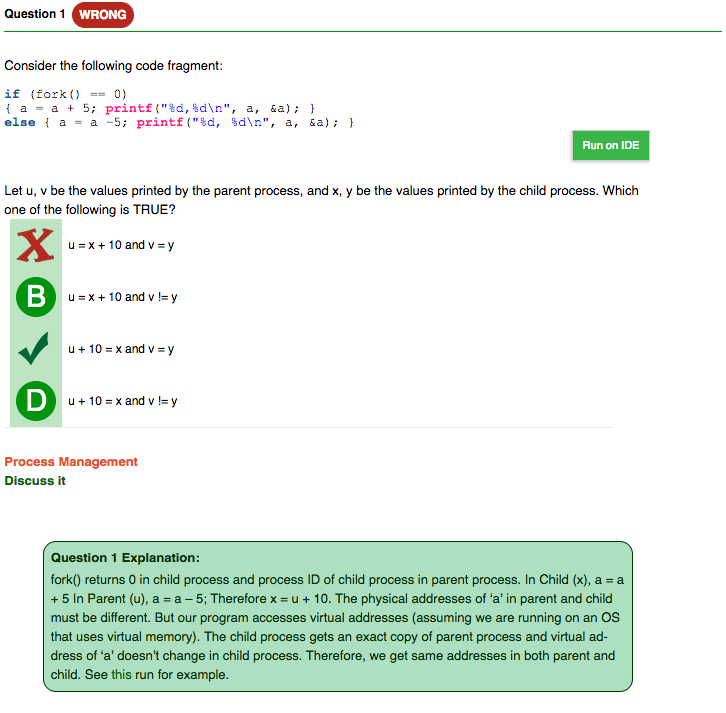 Question 1 WRONG
Consider the following code fragment:
if (fork() == 0)
{ a = a + 5; printf("%d,%d\n", a, &a); }
else { a = a -5; printf("%d, %d\n", a, &a); }
Run on IDE
Let u, v be the values printed by the parent process, and x, y be the values printed by the child process. Which
one of the following is TRUE?
X u = x + 10 and v = y
B u = x + 10 and v != y
u + 10 = x and v = y
D u + 10 = x and v != y
Process Management
Discuss it
Question 1 Explanation:
fork() returns 0 in child process and process ID of child process in parent process. In Child (x), a = a
+ 5 In Parent (u), a = a – 5; Therefore x = u + 10. The physical addresses of ‘a’ in parent and child
must be different. But our program accesses virtual addresses (assuming we are running on an OS
that uses virtual memory). The child process gets an exact copy of parent process and virtual ad-
dress of ‘a’ doesn’t change in child process. Therefore, we get same addresses in both parent and
child. See this run for example.